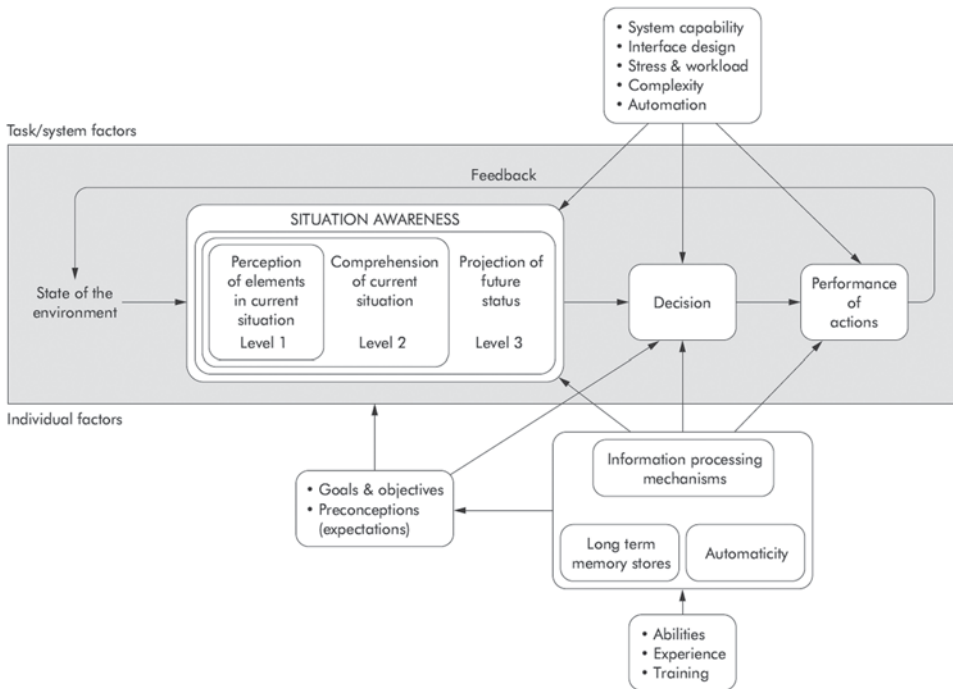 • System capability
• Interface design
• Stress & workload
• Complexity
• Automation
Task/system factors
Feedback
SITUATION AWARENESS
Perception
of elements
in current
situation
Level 1
Comprehension
of current
situation
Level 2
Projection of
future
status
Level 3
State of the
environment
Decision
Performance
of
actions
Individual factors
• Goals & objectives
• Preconceptions
(expectations)
Information processing
mechanisms
Long term
memory stores
Automaticity
• Abilities
• Experience
• Training